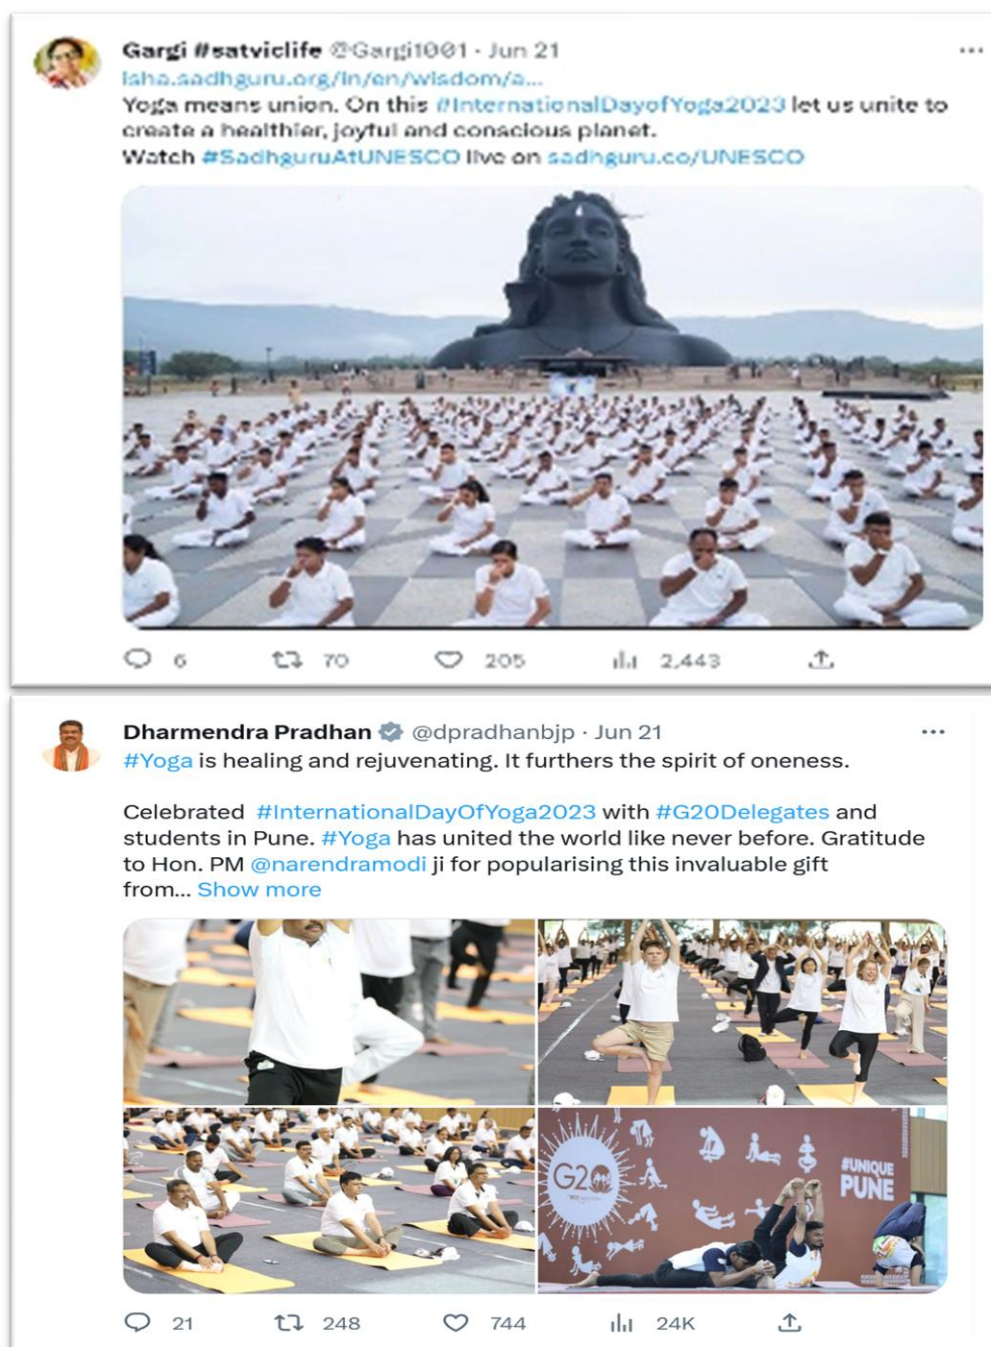 Gargi #satviclife @Gargi1001 · Jun 21 ...
isha.sadhguru.org/in/en/wisdom/a...
Yoga means union. On this #InternationalDayofYoga2023 let us unite to
create a healthier, joyful and conscious planet.
Watch #SadhguruAtUNESCO live on sadhguru.co/UNESCO
6 70 205 2,443
Dharmendra Pradhan @dpradhanbjp · Jun 21 ...
#Yoga is healing and rejuvenating. It furthers the spirit of oneness.
Celebrated #InternationalDayOfYoga2023 with #G20Delegates and
students in Pune. #Yoga has united the world like never before. Gratitude
to Hon. PM @narendramodi ji for popularising this invaluable gift
from... Show more
G20
#UNIQUE
PUNE
21 248 744 24K